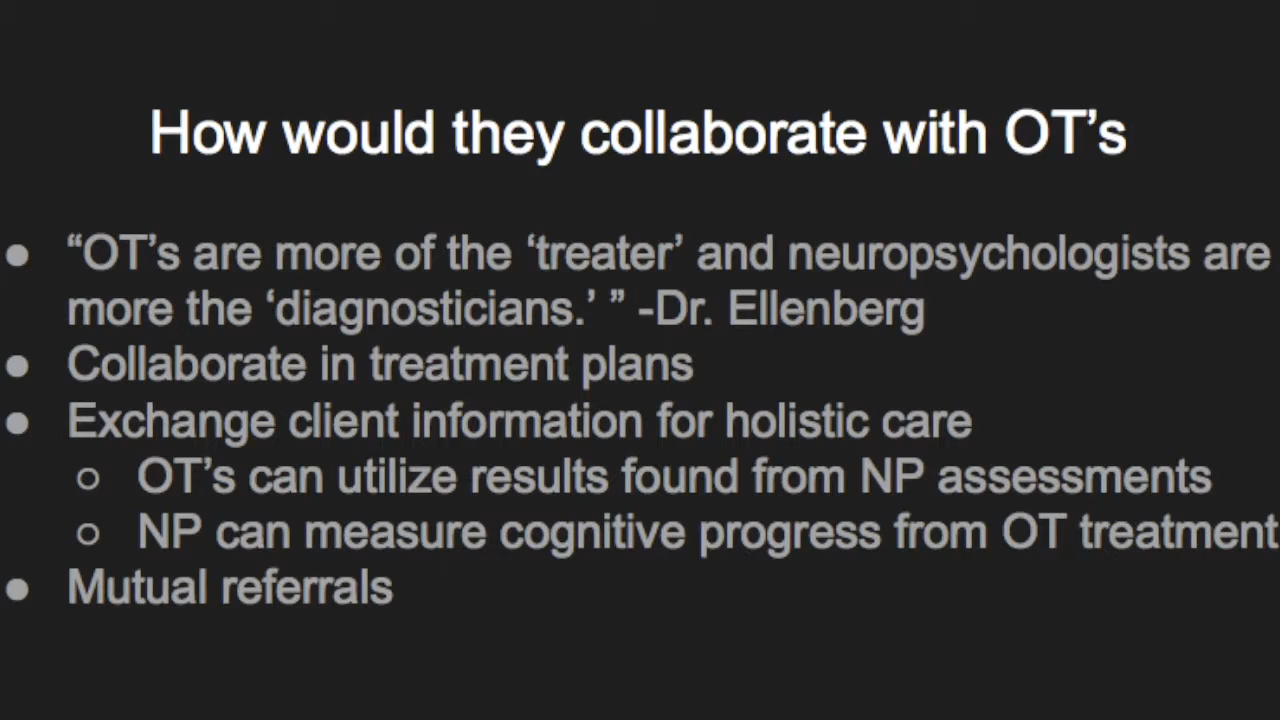 How would they collaborate with OT’s
● “OT’s are more of the ‘treater’ and neuropsychologists are
more the ‘diagnosticians.’ ” -Dr. Ellenberg
● Collaborate in treatment plans
● Exchange client information for holistic care
○ OT’s can utilize results found from NP assessments
○ NP can measure cognitive progress from OT treatment
● Mutual referrals